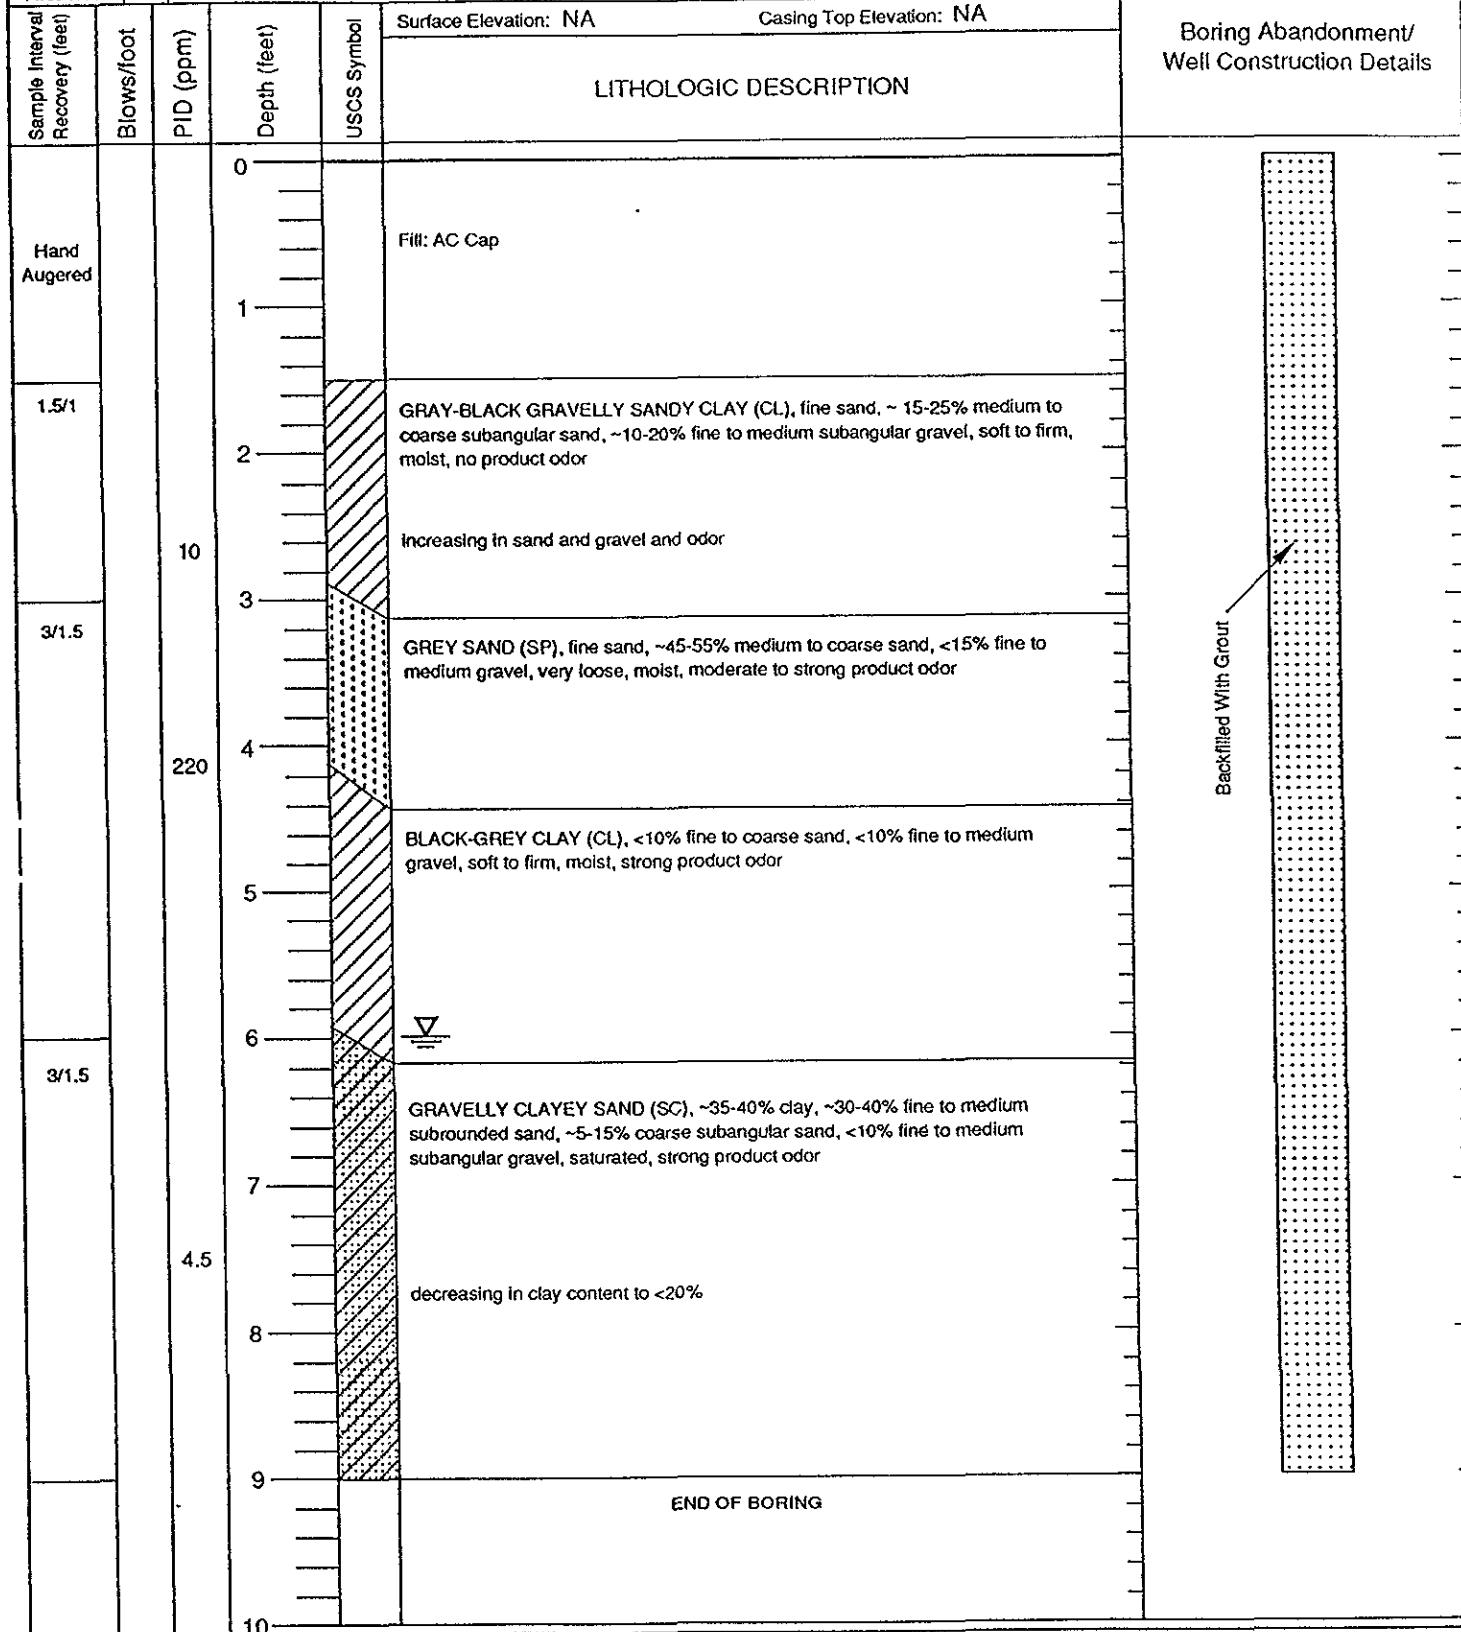 Surface Elevation: NA Casing Top Elevation: NA
Sample Interval
Recovery (feet)
Blows/foot
PID (ppm)
Depth (feet)
USCS Symbol
LITHOLOGIC DESCRIPTION
Boring Abandonment/
Well Construction Details
0
Hand
Augered
Fill: AC Cap
1
1.5/1
GRAY-BLACK GRAVELLY SANDY CLAY (CL), fine sand, ~ 15-25% medium to
coarse subangular sand, ~10-20% fine to medium subangular gravel, soft to firm,
moist, no product odor
2
10
increasing in sand and gravel and odor
3
3/1.5
GREY SAND (SP), fine sand, ~45-55% medium to coarse sand, <15% fine to
medium gravel, very loose, moist, moderate to strong product odor
Backfilled With Grout
4
220
BLACK-GREY CLAY (CL), <10% fine to coarse sand, <10% fine to medium
gravel, soft to firm, moist, strong product odor
5
6
3/1.5
GRAVELLY CLAYEY SAND (SC), ~35-40% clay, ~30-40% fine to medium
subrounded sand, ~5-15% coarse subangular sand, <10% fine to medium
subangular gravel, saturated, strong product odor
7
4.5
decreasing in clay content to <20%
8
9
END OF BORING
10